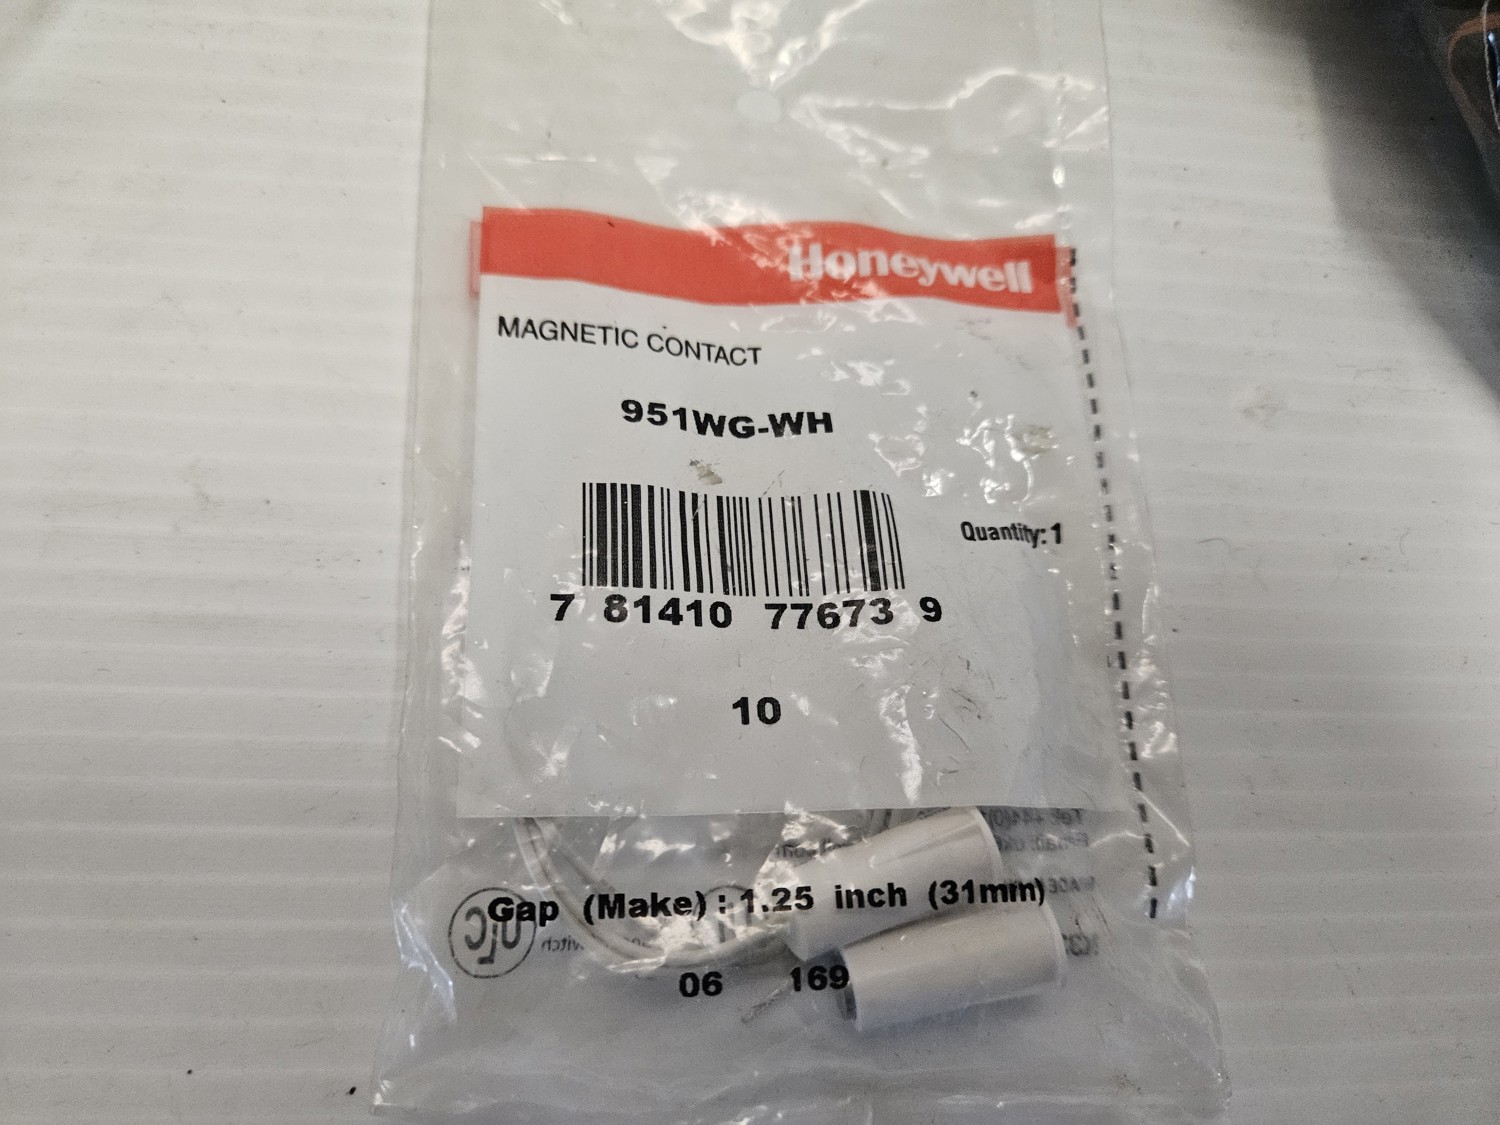 Honeywell
MAGNETIC CONTACT
951WG-WH
Quantity: 1
7 81410 77673 9
10
Gap (Make) : 1.25 inch (31mm)
06 169